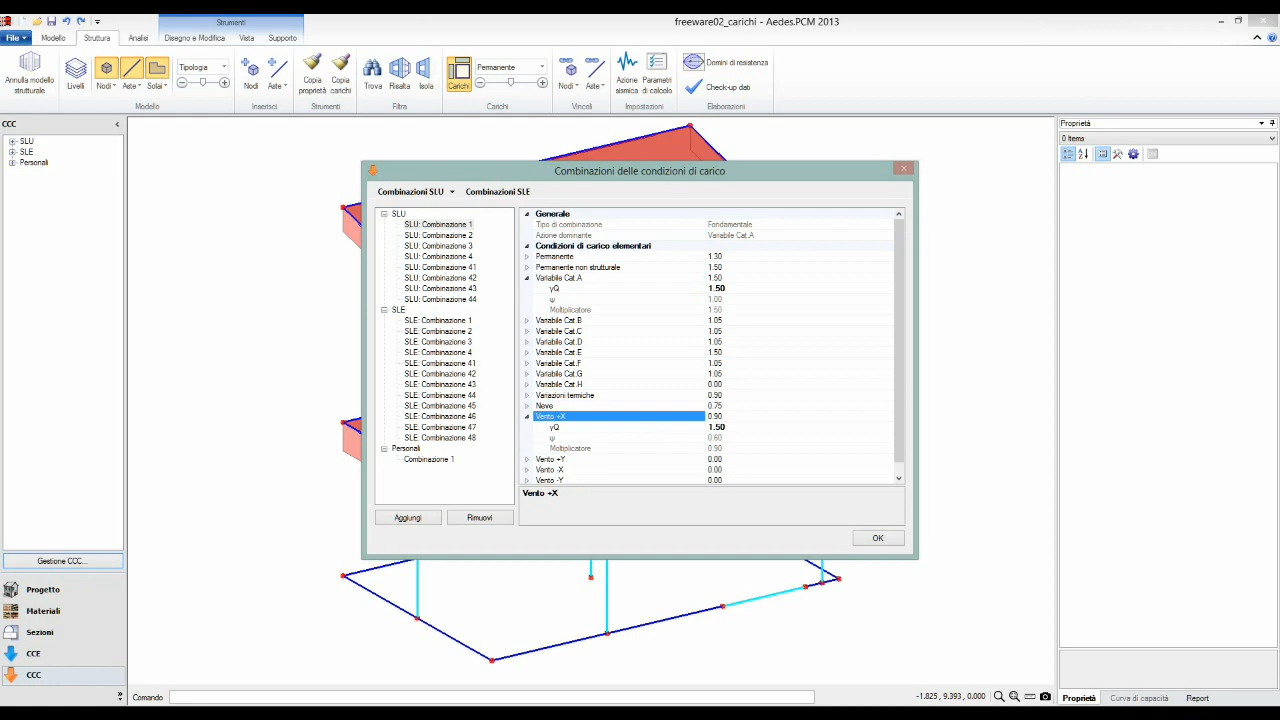 Strumenti
freeware02_carichi - Aedes.PCM 2013
File
Modello
Struttura
Analisi
Disegno e Modifica
Vista
Supporto
Annulla modello strutturale
Livelli
Nodi
Aste
Solai
Tipologia
Modello
Nodi
Aste
Inserisci
Copia proprietà
Copia carichi
Strumenti
Trova
Risalta
Isola
Filtra
Carichi
Permanente
Carichi
Nodi
Aste
Vincoli
Azione sismica
Parametri di calcolo
Impostazioni
Domini di resistenza
Check-up dati
Elaborazioni
CCC
SLU
SLE
Personali
Gestione CCC...
Progetto
Materiali
Sezioni
CCE
CCC
Combinazioni delle condizioni di carico
Combinazioni SLU
Combinazioni SLE
SLU
SLU: Combinazione 1
SLU: Combinazione 2
SLU: Combinazione 3
SLU: Combinazione 4
SLU: Combinazione 41
SLU: Combinazione 42
SLU: Combinazione 43
SLU: Combinazione 44
SLE
SLE: Combinazione 1
SLE: Combinazione 2
SLE: Combinazione 3
SLE: Combinazione 4
SLE: Combinazione 41
SLE: Combinazione 42
SLE: Combinazione 43
SLE: Combinazione 44
SLE: Combinazione 45
SLE: Combinazione 46
SLE: Combinazione 47
SLE: Combinazione 48
Personali
Combinazione 1
Aggiungi
Rimuovi
Generale
Tipo di combinazione Fondamentale
Azione dominante Variabile Cat.A
Condizioni di carico elementari
Permanente 1.30
Permanente non strutturale 1.50
Variabile Cat.A 1.50
γQ 1.50
ψ 1.00
Moltiplicatore 1.50
Variabile Cat.B 1.05
Variabile Cat.C 1.05
Variabile Cat.D 1.05
Variabile Cat.E 1.50
Variabile Cat.F 1.05
Variabile Cat.G 1.05
Variabile Cat.H 0.00
Variazioni termiche 0.90
Neve 0.75
Vento +X 0.90
γQ 1.50
ψ 0.60
Moltiplicatore 0.90
Vento +Y 0.00
Vento -X 0.00
Vento -Y 0.00
Vento +X
OK
Proprietà
0 Items
Comando
-1.825, 9.393, 0.000
Proprietà
Curva di capacità
Report